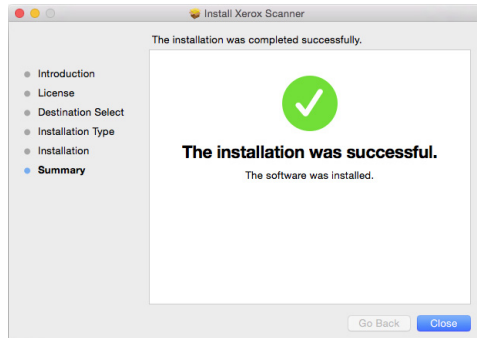 Install Xerox Scanner
The installation was completed successfully.
Introduction
License
Destination Select
Installation Type
Installation
Summary
The installation was successful.
The software was installed.
Go Back
Close